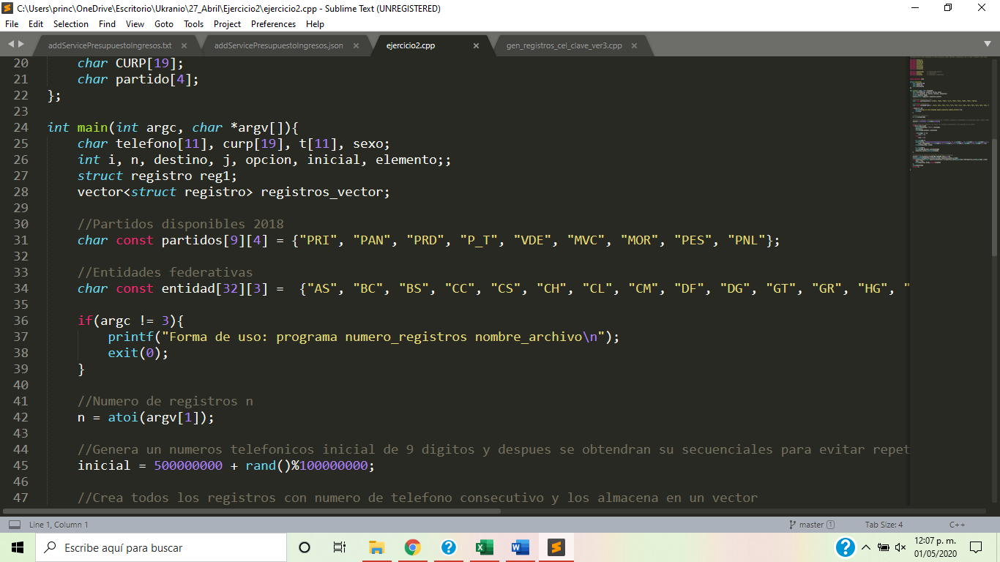 C:\Users\princ\OneDrive\Escritorio\Ukranio\27_Abril\Ejercicio2\ejercicio2.cpp - Sublime Text (UNREGISTERED)
File Edit Selection Find View Goto Tools Project Preferences Help
addServicePresupuestoIngresos.txt × addServicePresupuestoIngresos.json × ejercicio2.cpp × gen_registros_cel_clave_ver3.cpp ×
20 char CURP[19];
21 char partido[4];
22 };
23
24 int main(int argc, char *argv[]){
25 char telefono[11], curp[19], t[11], sexo;
26 int i, n, destino, j, opcion, inicial, elemento;;
27 struct registro reg1;
28 vector<struct registro> registros_vector;
29
30 //Partidos disponibles 2018
31 char const partidos[9][4] = {"PRI", "PAN", "PRD", "P_T", "VDE", "MVC", "MOR", "PES", "PNL"};
32
33 //Entidades federativas
34 char const entidad[32][3] =  {"AS", "BC", "BS", "CC", "CS", "CH", "CL", "CM", "DF", "DG", "GT", "GR", "HG", "
35
36 if(argc != 3){
37 printf("Forma de uso: programa numero_registros nombre_archivo\n");
38 exit(0);
39 }
40
41 //Numero de registros n
42 n = atoi(argv[1]);
43
44 //Genera un numeros telefonicos inicial de 9 digitos y despues se obtendran su secuenciales para evitar repet
45 inicial = 500000000 + rand()%100000000;
46
47 //Crea todos los registros con numero de telefono consecutivo y los almacena en un vector
Line 1, Column 1 master 1 Tab Size: 4 C++
Escribe aquí para buscar
12:07 p. m.
01/05/2020